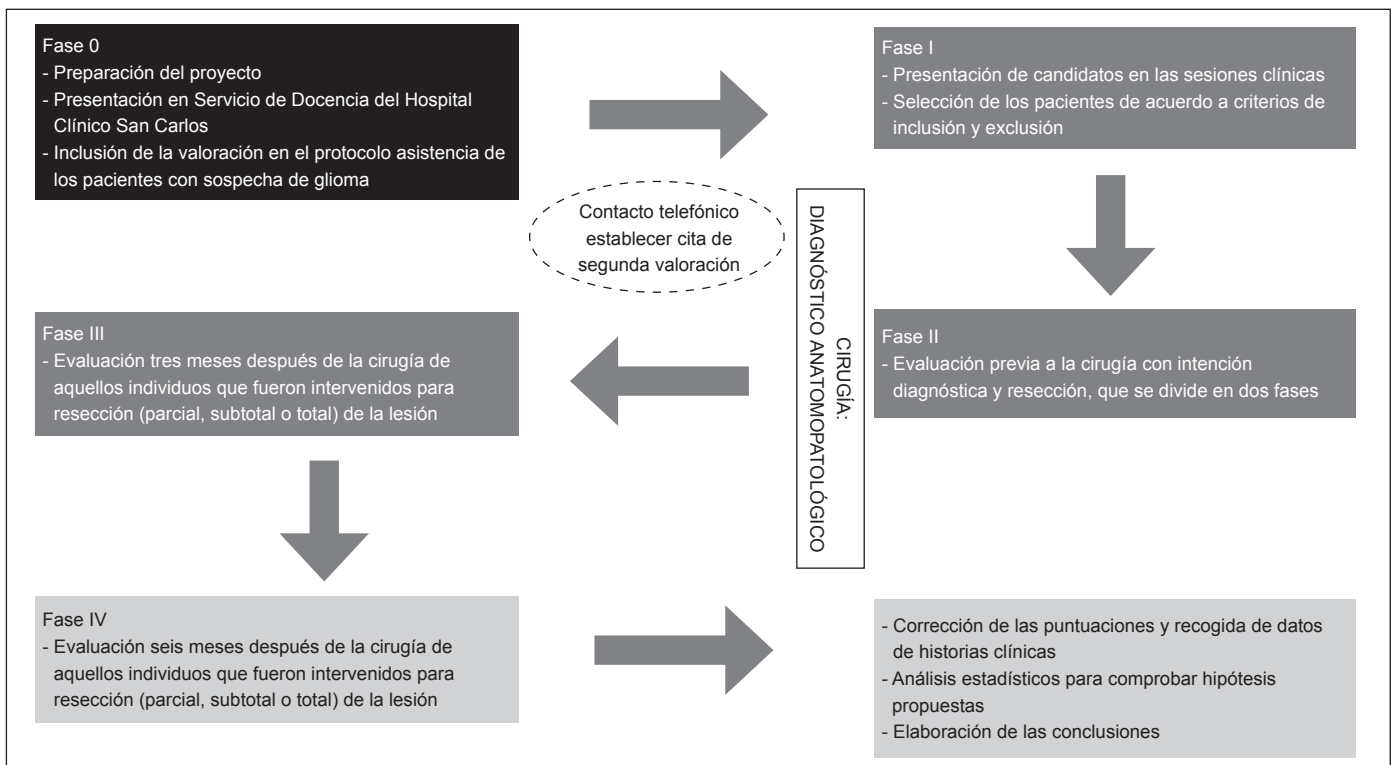 Fase 0
- Preparación del proyecto
- Presentación en Servicio de Docencia del Hospital
Clínico San Carlos
- Inclusión de la valoración en el protocolo asistencia de
los pacientes con sospecha de glioma
Fase I
- Presentación de candidatos en las sesiones clínicas
- Selección de los pacientes de acuerdo a criterios de
inclusión y exclusión
Contacto telefónico
establecer cita de
segunda valoración
CIRUGÍA:
DIAGNÓSTICO ANATOMOPATOLÓGICO
Fase II
- Evaluación previa a la cirugía con intención
diagnóstica y resección, que se divide en dos fases
Fase III
- Evaluación tres meses después de la cirugía de
aquellos individuos que fueron intervenidos para
resección (parcial, subtotal o total) de la lesión
Fase IV
- Evaluación seis meses después de la cirugía de
aquellos individuos que fueron intervenidos para
resección (parcial, subtotal o total) de la lesión
- Corrección de las puntuaciones y recogida de datos
de historias clínicas
- Análisis estadísticos para comprobar hipótesis
propuestas
- Elaboración de las conclusiones